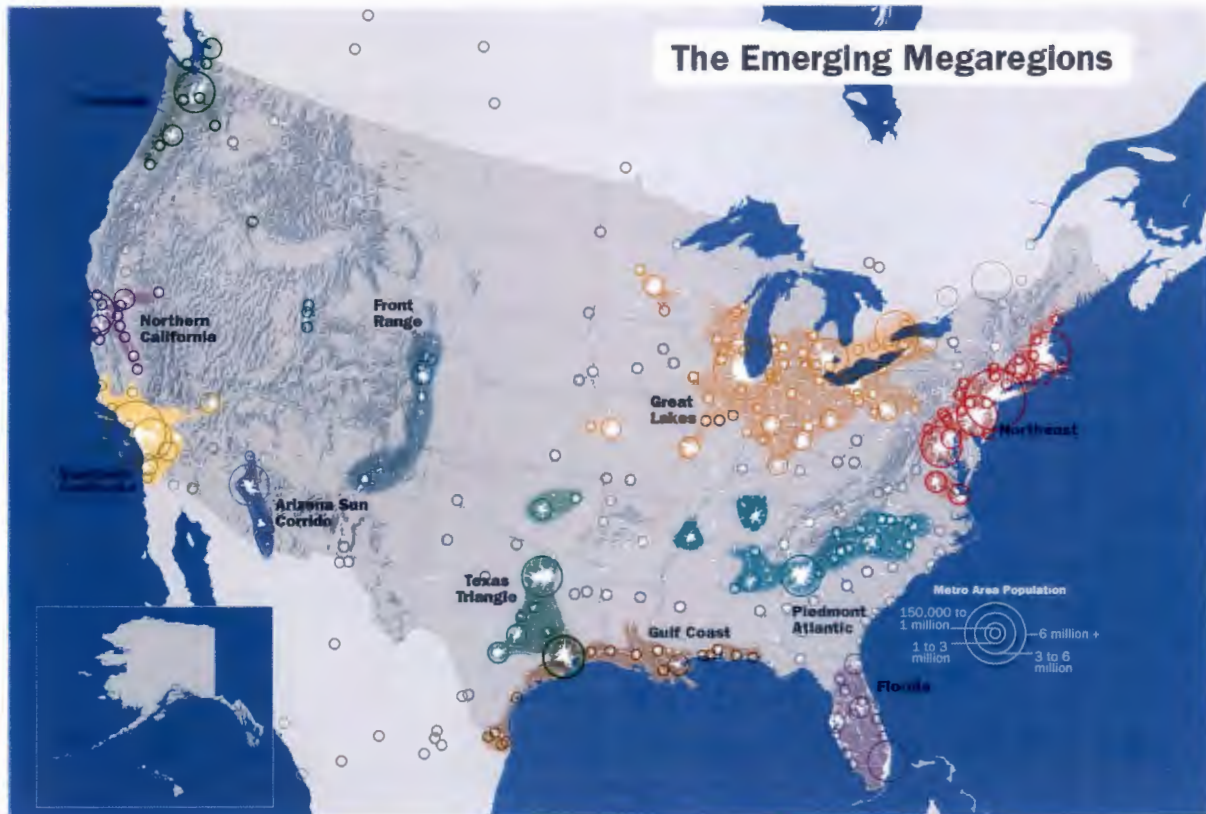 The Emerging Megaregions
Northern
California
Front
Range
Great
Lakes
Northeast
Arizona Sun
Corrido
Texas
Triangle
Gulf Coast
Piedmont
Atlantic
Florida
Metro Area Population
150,000 to
1 million
1 to 3
million
6 million +
3 to 6
million